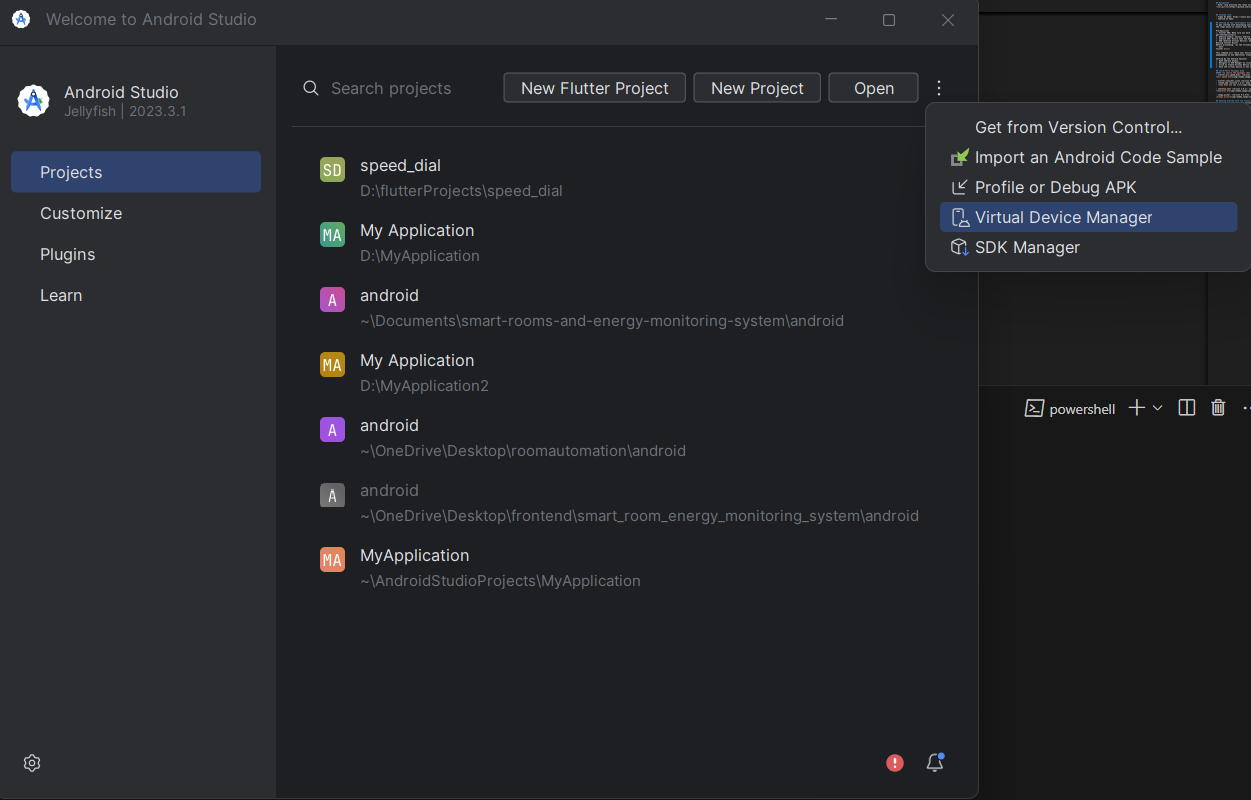 Welcome to Android Studio
Android Studio
Jellyfish | 2023.3.1
Projects
Customize
Plugins
Learn
Search projects
New Flutter Project
New Project
Open
Get from Version Control...
Import an Android Code Sample
Profile or Debug APK
Virtual Device Manager
SDK Manager
SD
speed_dial
D:\flutterProjects\speed_dial
MA
My Application
D:\MyApplication
A
android
~\Documents\smart-rooms-and-energy-monitoring-system\android
MA
My Application
D:\MyApplication2
A
android
~\OneDrive\Desktop\roomautomation\android
A
android
~\OneDrive\Desktop\frontend\smart_room_energy_monitoring_system\android
MA
MyApplication
~\AndroidStudioProjects\MyApplication
powershell